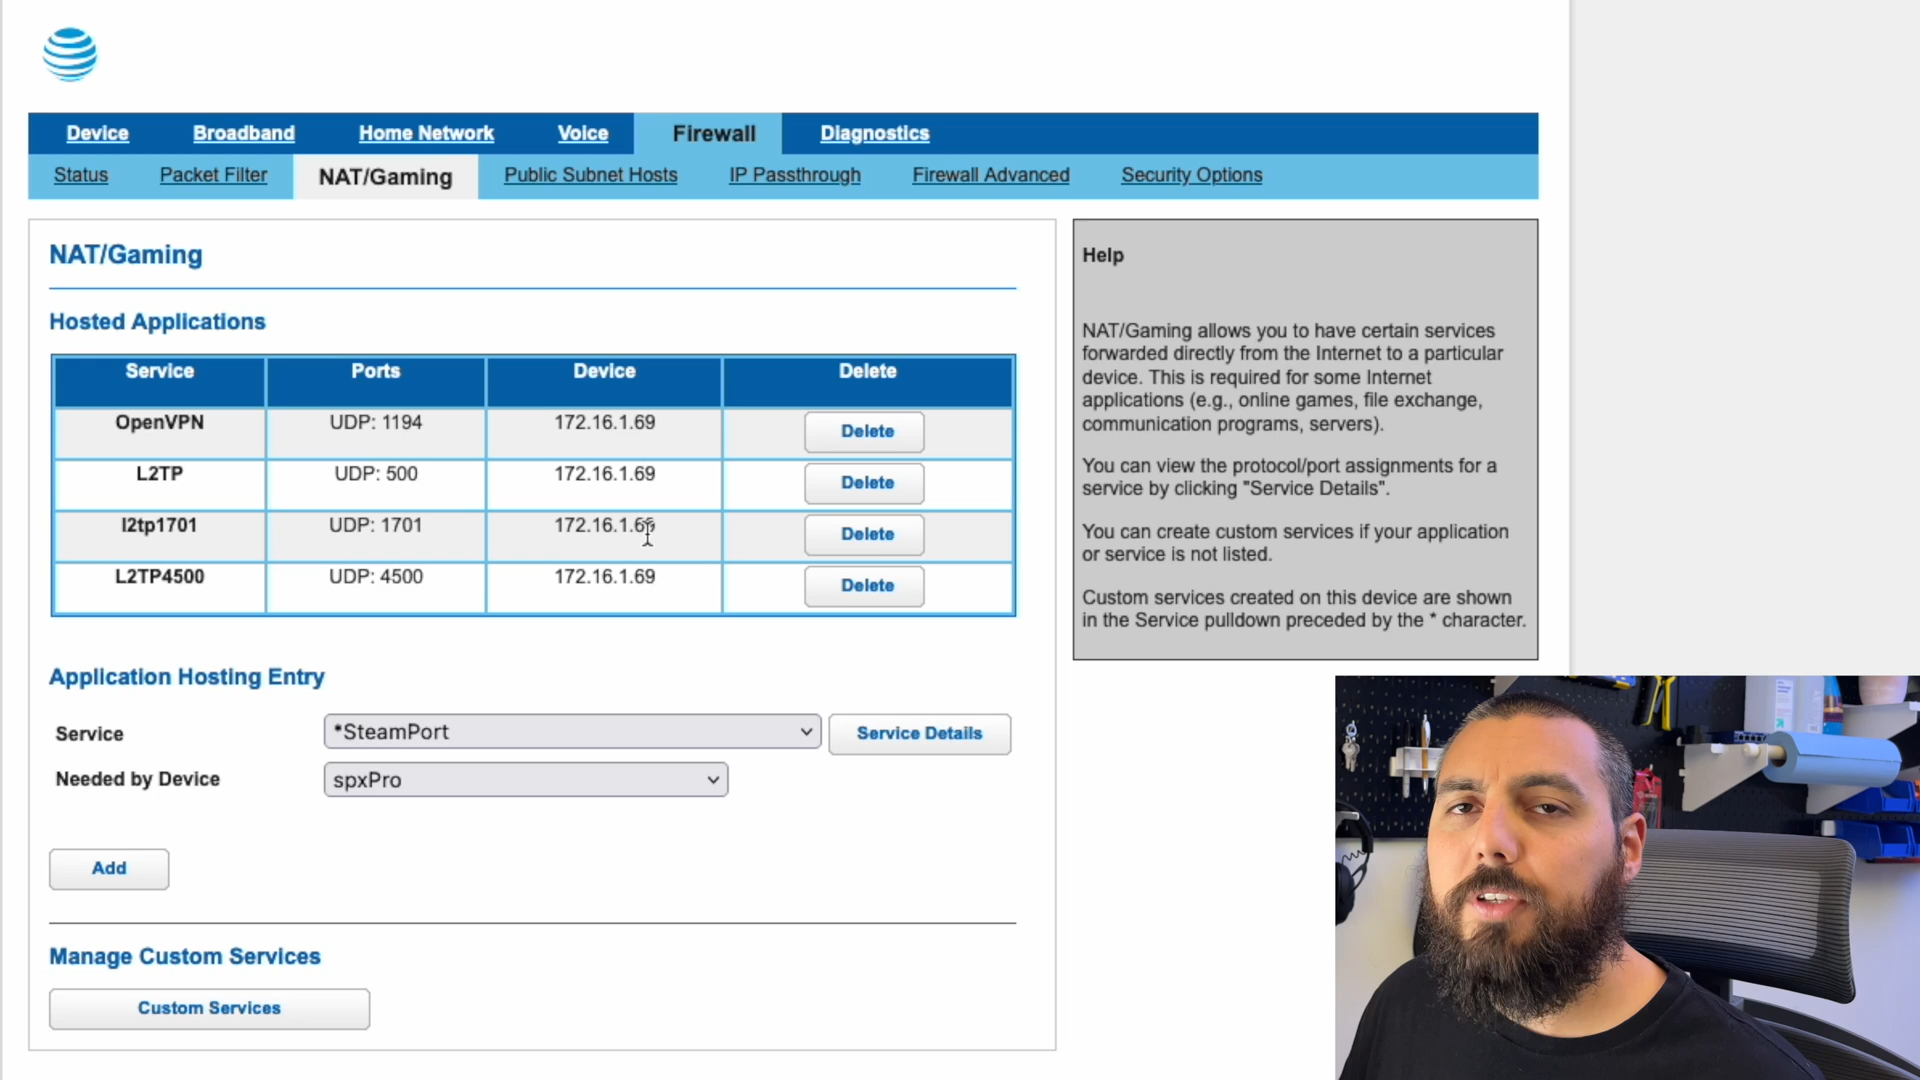 Device Broadband Home Network Voice Firewall Diagnostics
Status Packet Filter NAT/Gaming Public Subnet Hosts IP Passthrough Firewall Advanced Security Options
NAT/Gaming
Hosted Applications
Service Ports Device Delete
OpenVPN UDP: 1194 172.16.1.69 Delete
L2TP UDP: 500 172.16.1.69 Delete
l2tp1701 UDP: 1701 172.16.1.69 Delete
L2TP4500 UDP: 4500 172.16.1.69 Delete
Application Hosting Entry
Service *SteamPort Service Details
Needed by Device spxPro
Add
Manage Custom Services
Custom Services
Help
NAT/Gaming allows you to have certain services
forwarded directly from the Internet to a particular
device. This is required for some Internet
applications (e.g., online games, file exchange,
communication programs, servers).
You can view the protocol/port assignments for a
service by clicking "Service Details".
You can create custom services if your application
or service is not listed.
Custom services created on this device are shown
in the Service pulldown preceded by the * character.